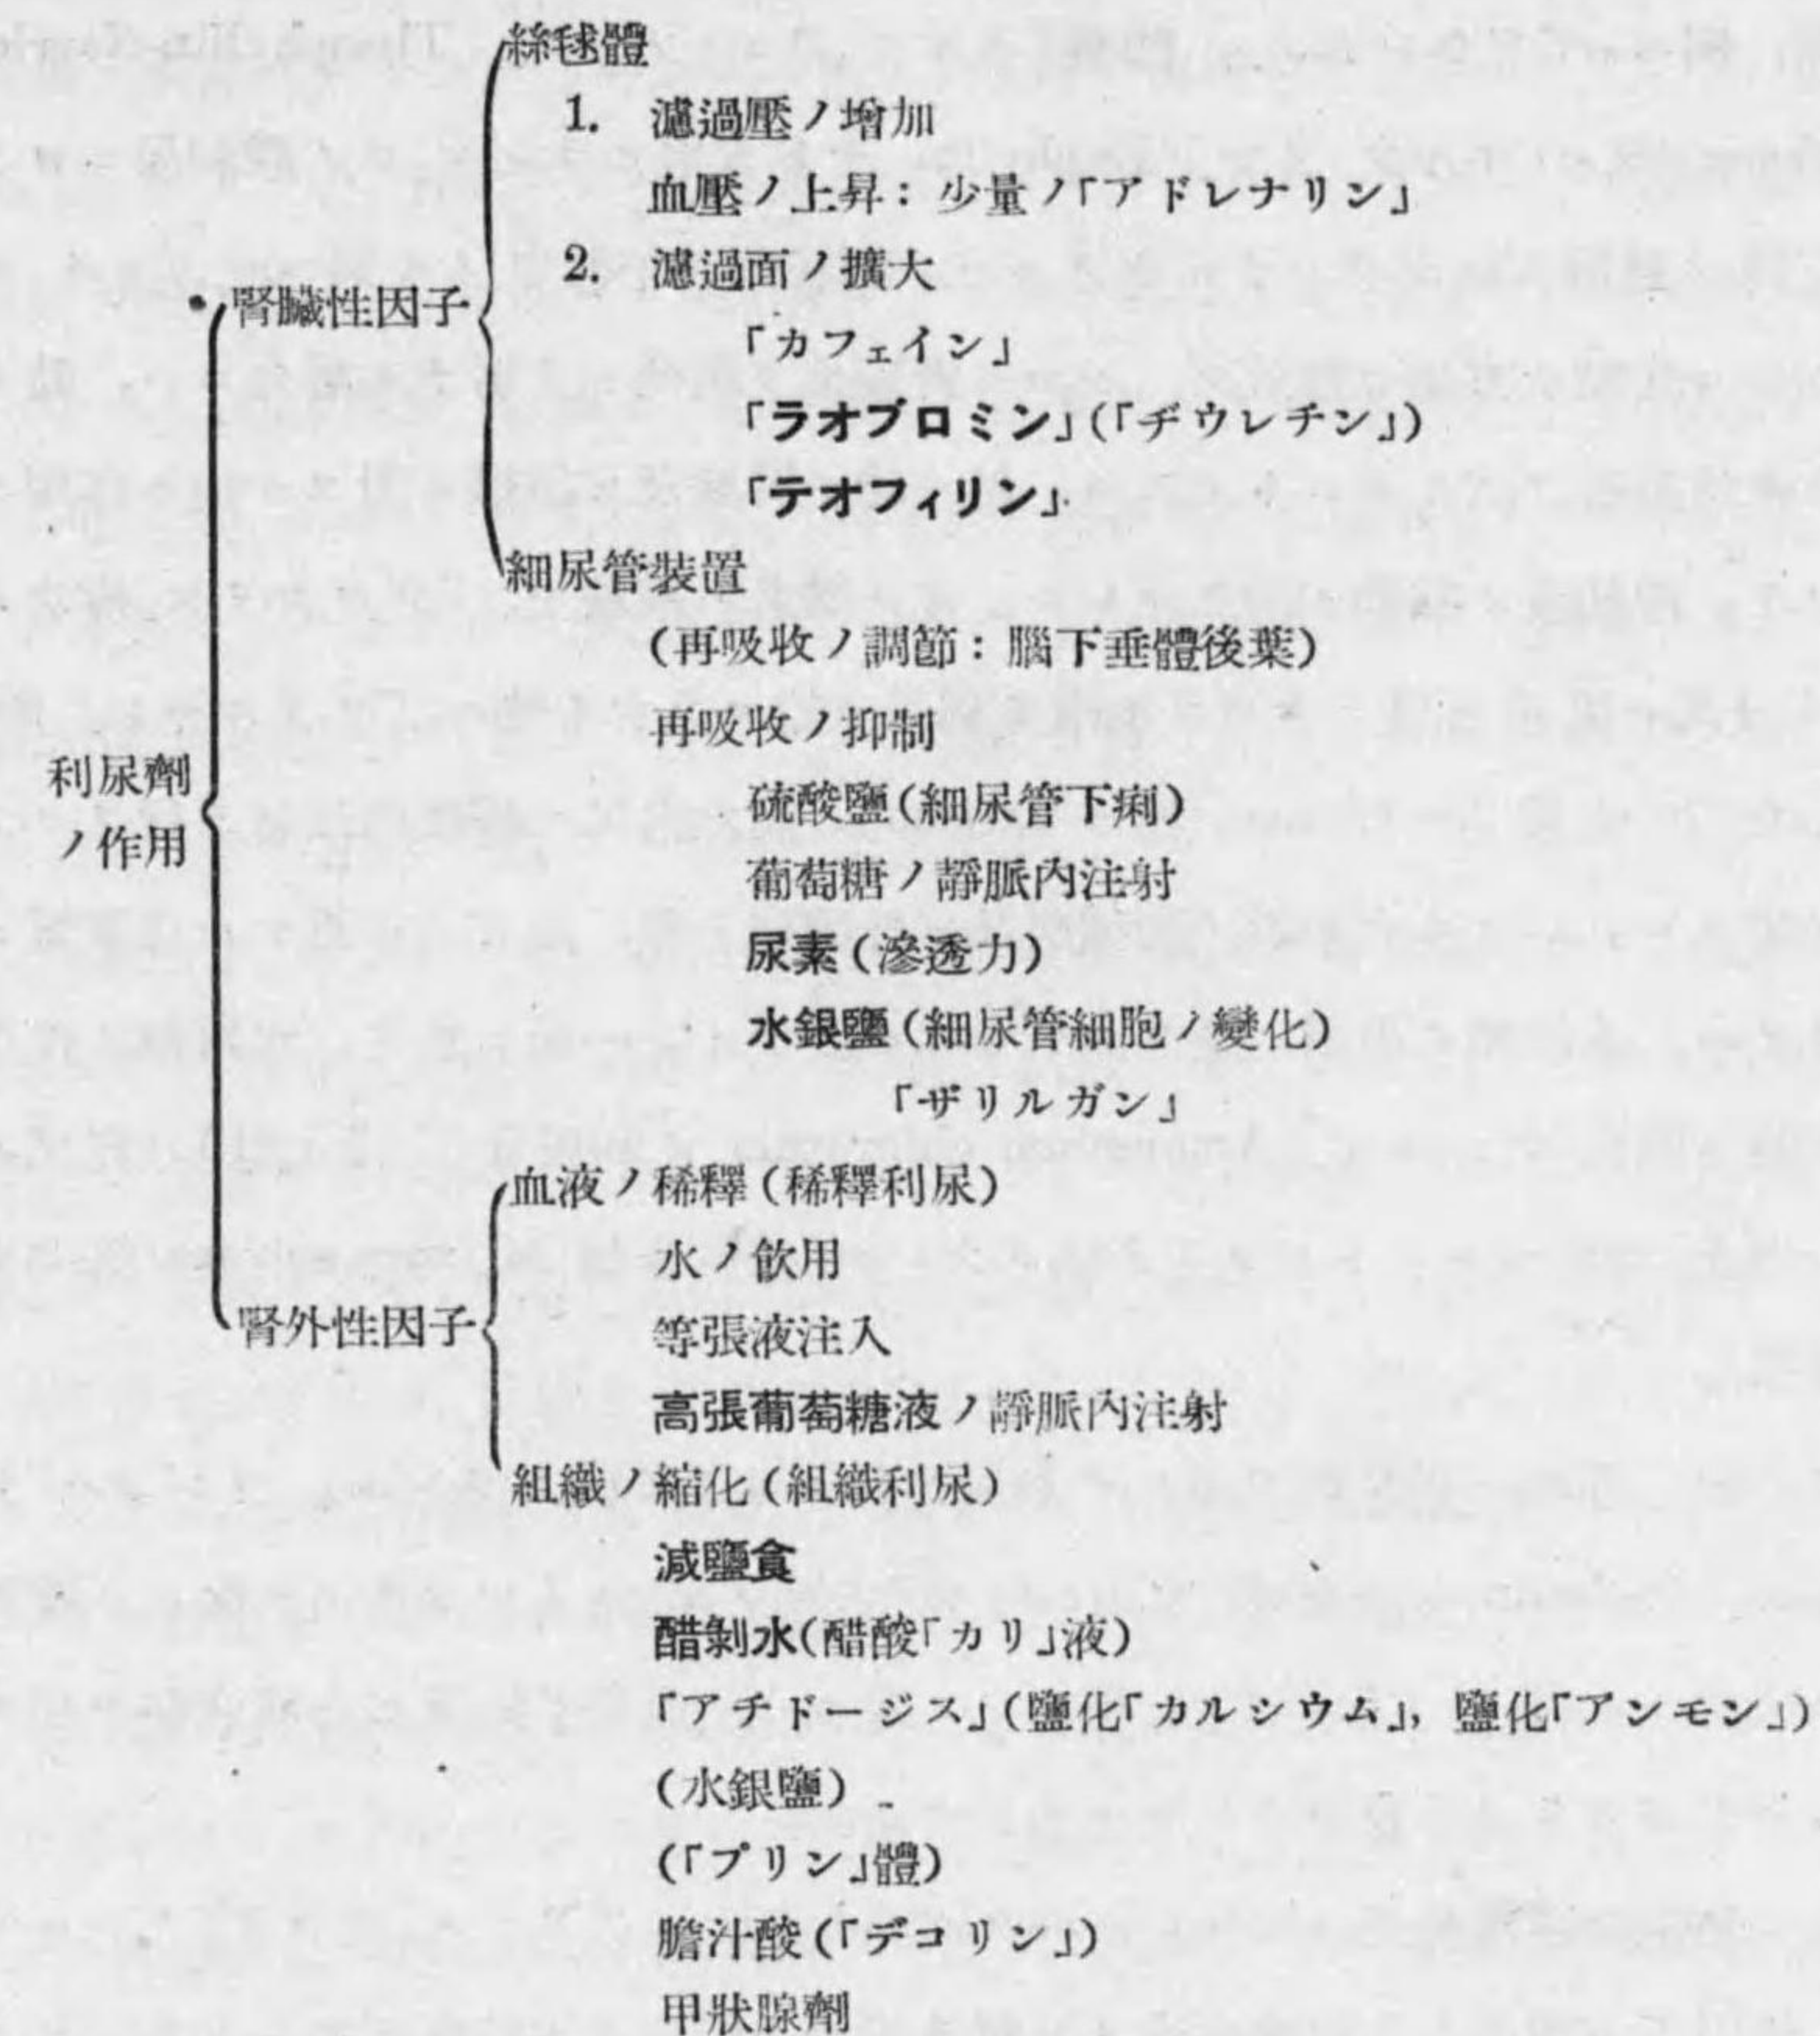 利尿劑
ノ作用
腎臟性因子
絲毬體
1. 濾過壓ノ増加
血壓ノ上昇：少量ノ「アドレナリン」
2. 濾過面ノ擴大
「カフェイン」
「ラオブロミン」(「ヂウレチン」)
「テオフィリン」
細尿管裝置
(再吸收ノ調節：腦下垂體後葉)
再吸收ノ抑制
硫酸鹽(細尿管下痢)
葡萄糖ノ靜脈內注射
尿素(滲透力)
水銀鹽(細尿管細胞ノ變化)
「ザリルガン」
腎外性因子
血液ノ稀釋(稀釋利尿)
水ノ飮用
等張液注入
高張葡萄糖液ノ靜脈內注射
組織ノ縮化(組織利尿)
減鹽食
醋剝水(醋酸「カリ」液)
「アチドージス」(鹽化「カルシウム」，鹽化「アンモン」)
(水銀鹽)
(「プリン」體)
膽汁酸(「デコリン」)
甲狀腺劑